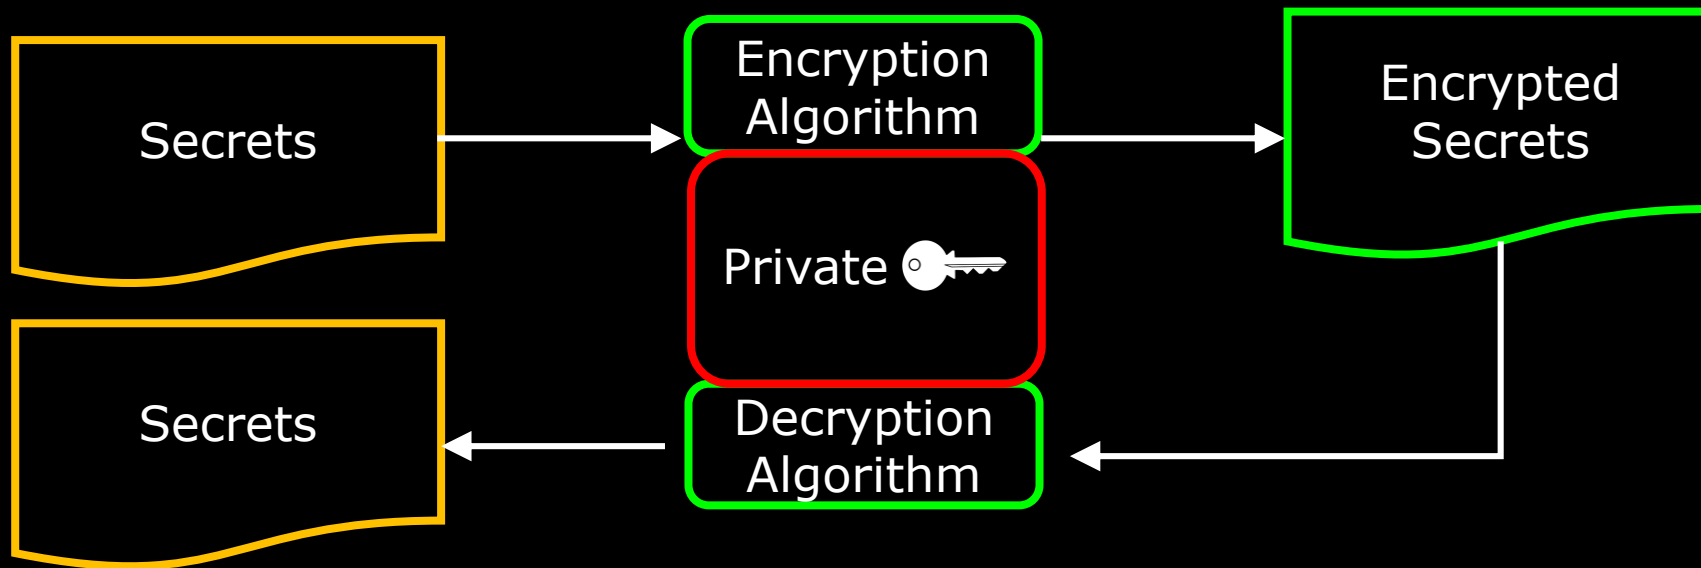 Secrets
Encryption
Algorithm
Encrypted
Secrets
Private
Secrets
Decryption
Algorithm